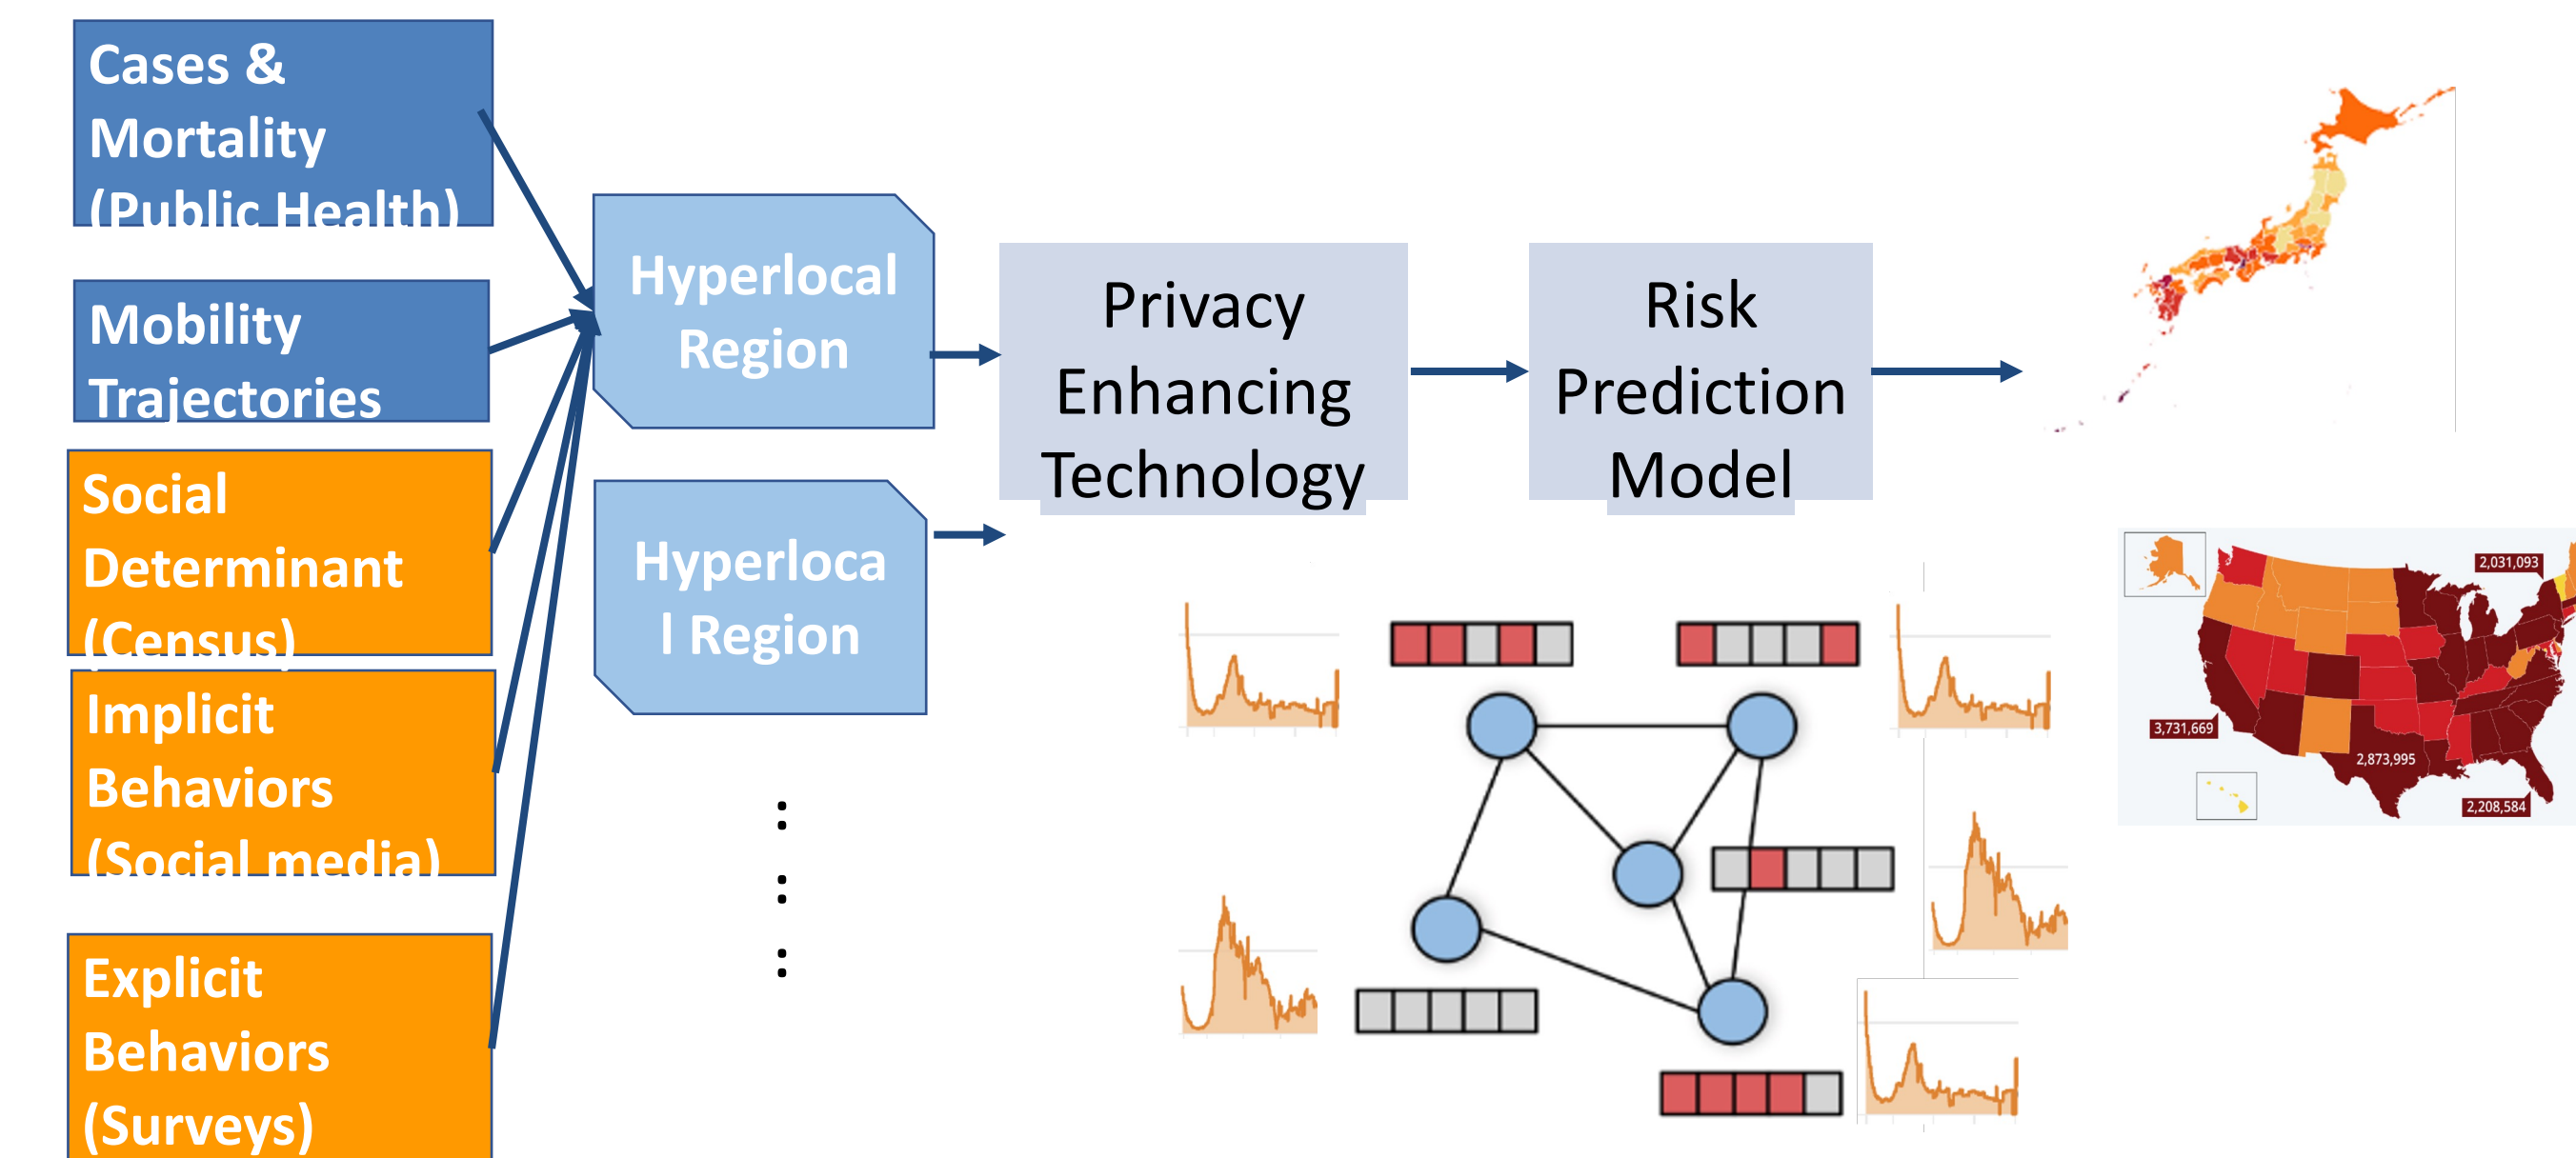 Cases &
Mortality
(Public Health)
Mobility
Trajectories
Social
Determinant
(Census)
Implicit
Behaviors
(Social media)
Explicit
Behaviors
(Surveys)
Hyperlocal
Region
Hyperloca
l Region
:
:
:
Privacy
Enhancing
Technology
Risk
Prediction
Model
2,031,093
3,731,669
2,873,995
2,208,584